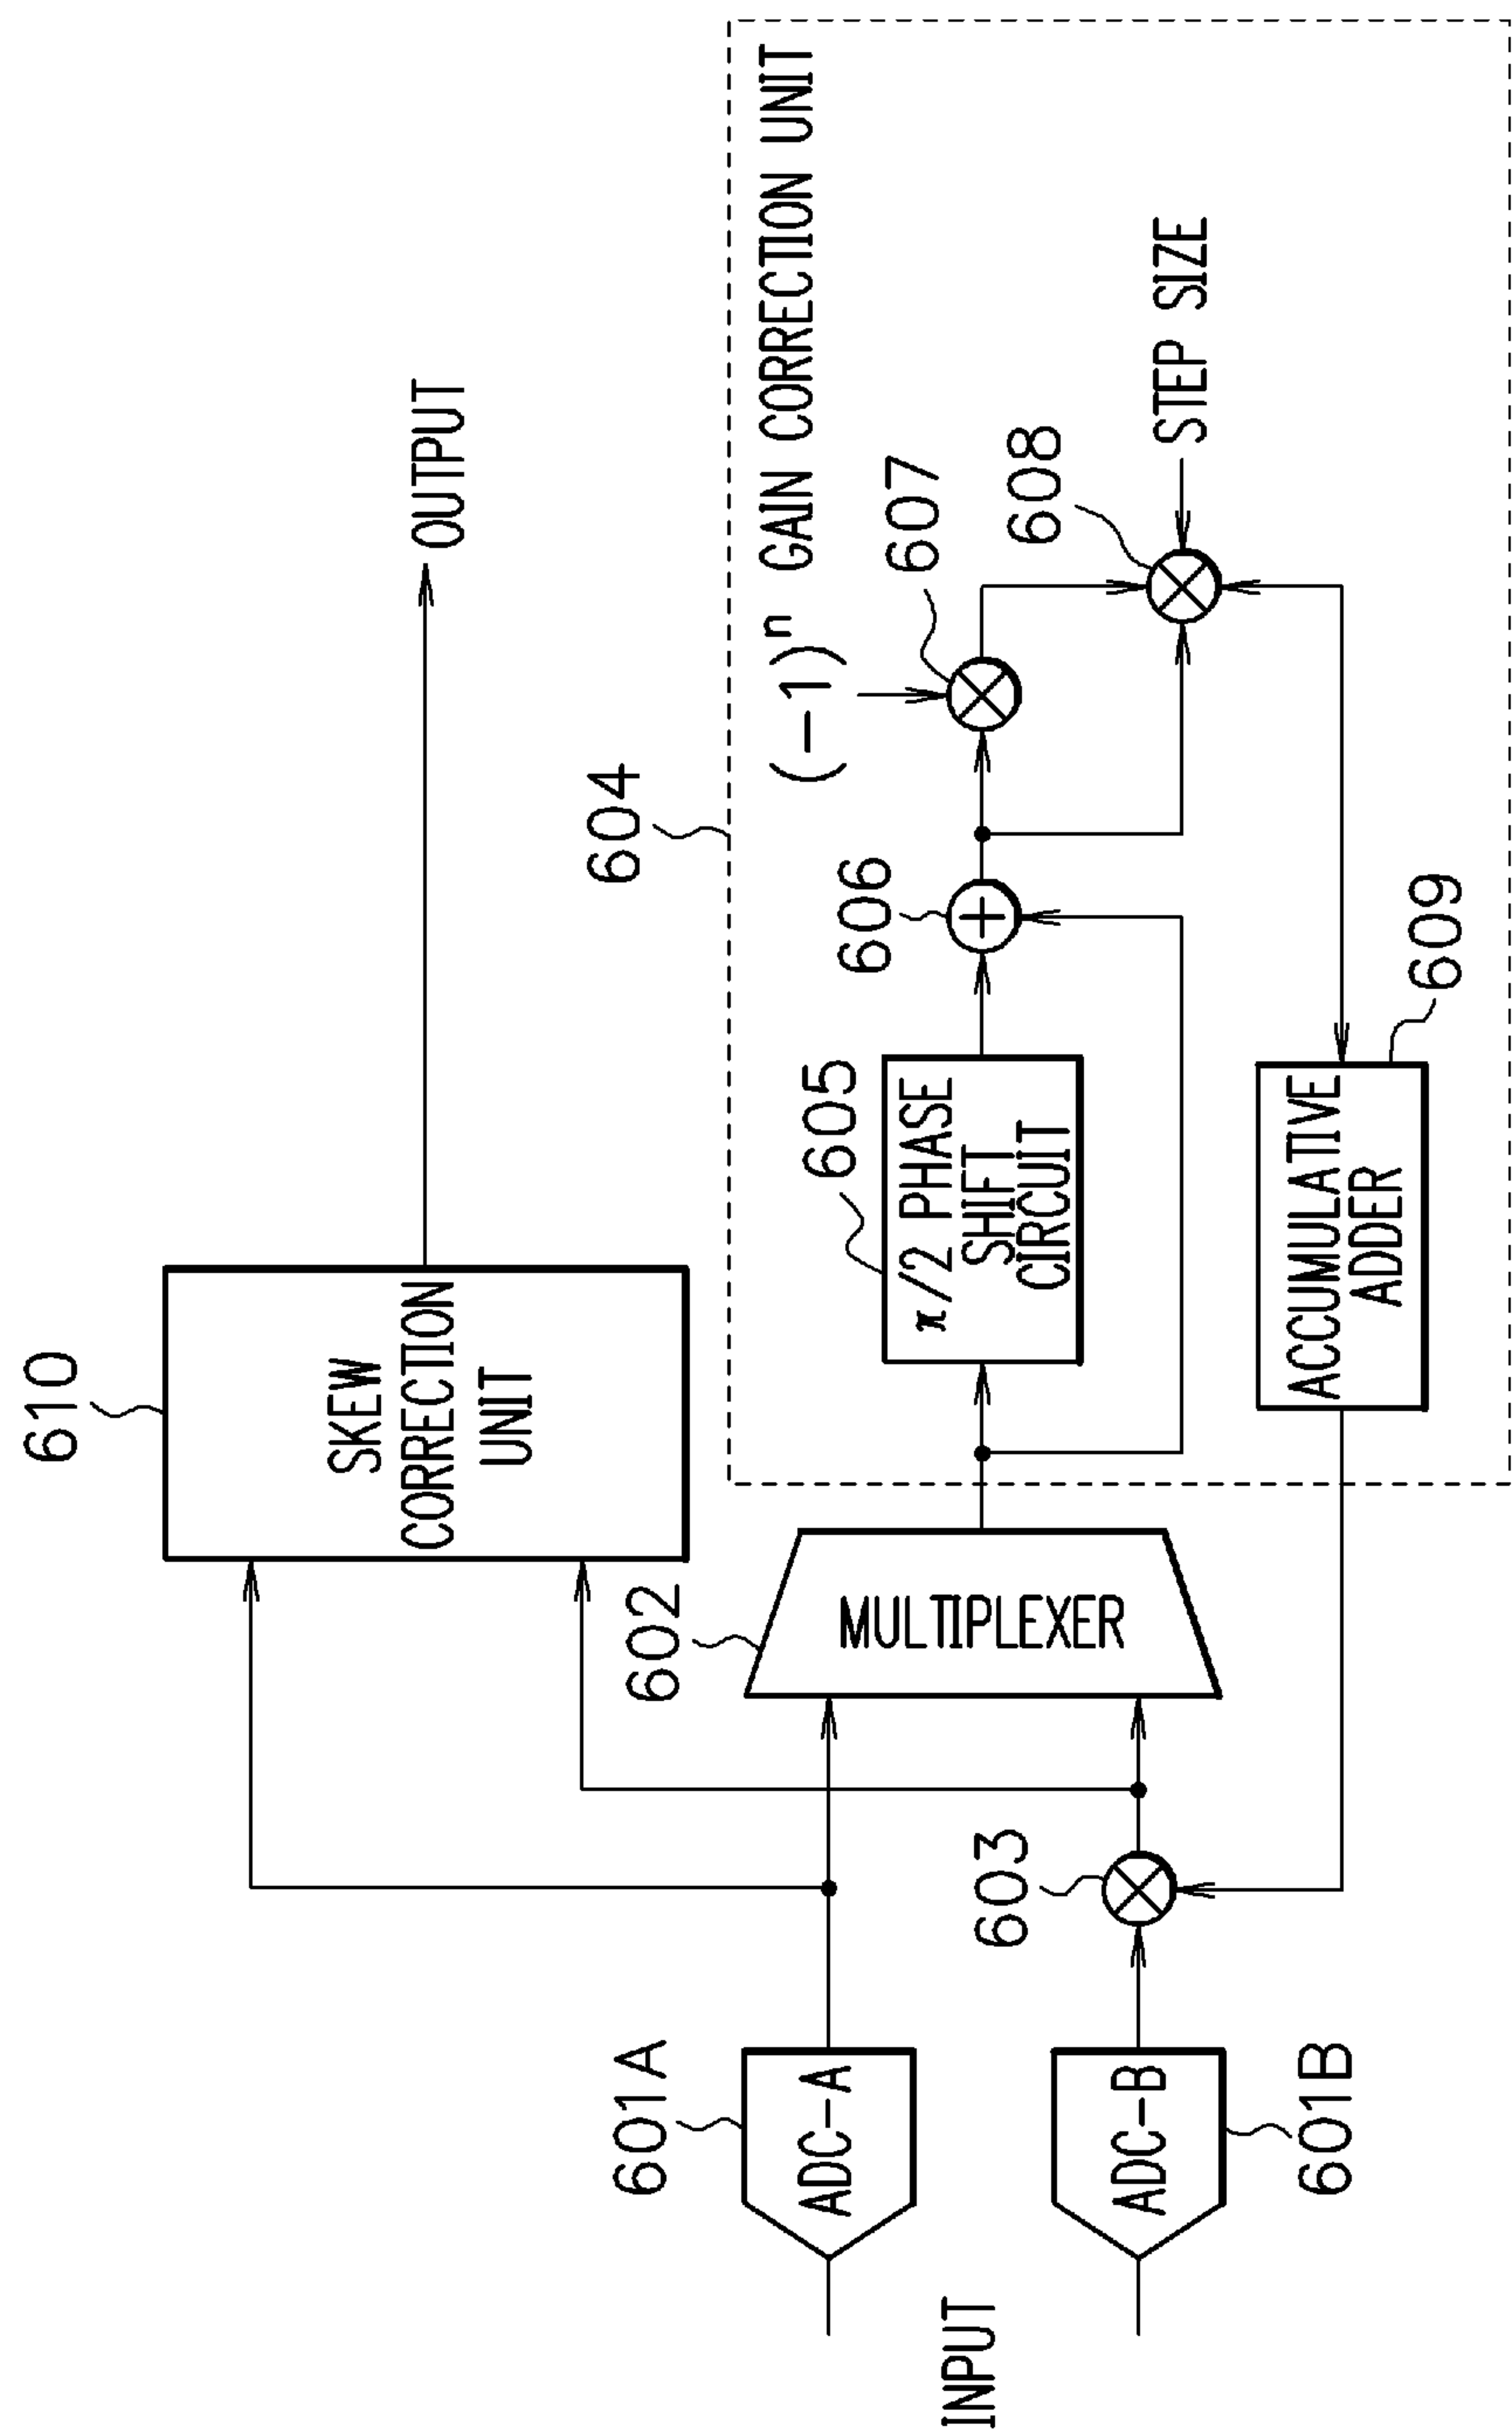 610
SKEW
CORRECTION
UNIT
OUTPUT
604
GAIN CORRECTION UNIT
601A
ADC-A
INPUT
ADC-B
601B
603
602
MULTIPLEXER
605
π/2 PHASE
SHIFT
CIRCUIT
606
(-1)ⁿ
607
608
STEP SIZE
ACCUMULATIVE
ADDER
609